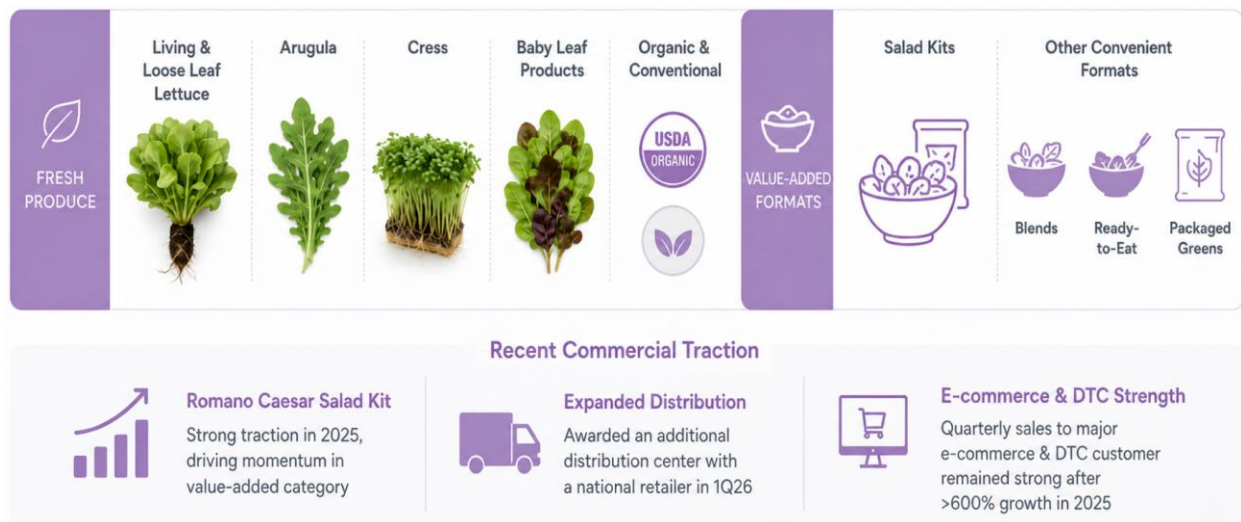 FRESH
PRODUCE
Living &
Loose Leaf
Lettuce
Arugula
Cress
Baby Leaf
Products
Organic &
Conventional
USDA
ORGANIC
VALUE-ADDED
FORMATS
Salad Kits
Other Convenient
Formats
Blends
Ready-
to-Eat
Packaged
Greens
Recent Commercial Traction
Romano Caesar Salad Kit
Strong traction in 2025,
driving momentum in
value-added category
Expanded Distribution
Awarded an additional
distribution center with
a national retailer in 1Q26
E-commerce & DTC Strength
Quarterly sales to major
e-commerce & DTC customer
remained strong after
>600% growth in 2025